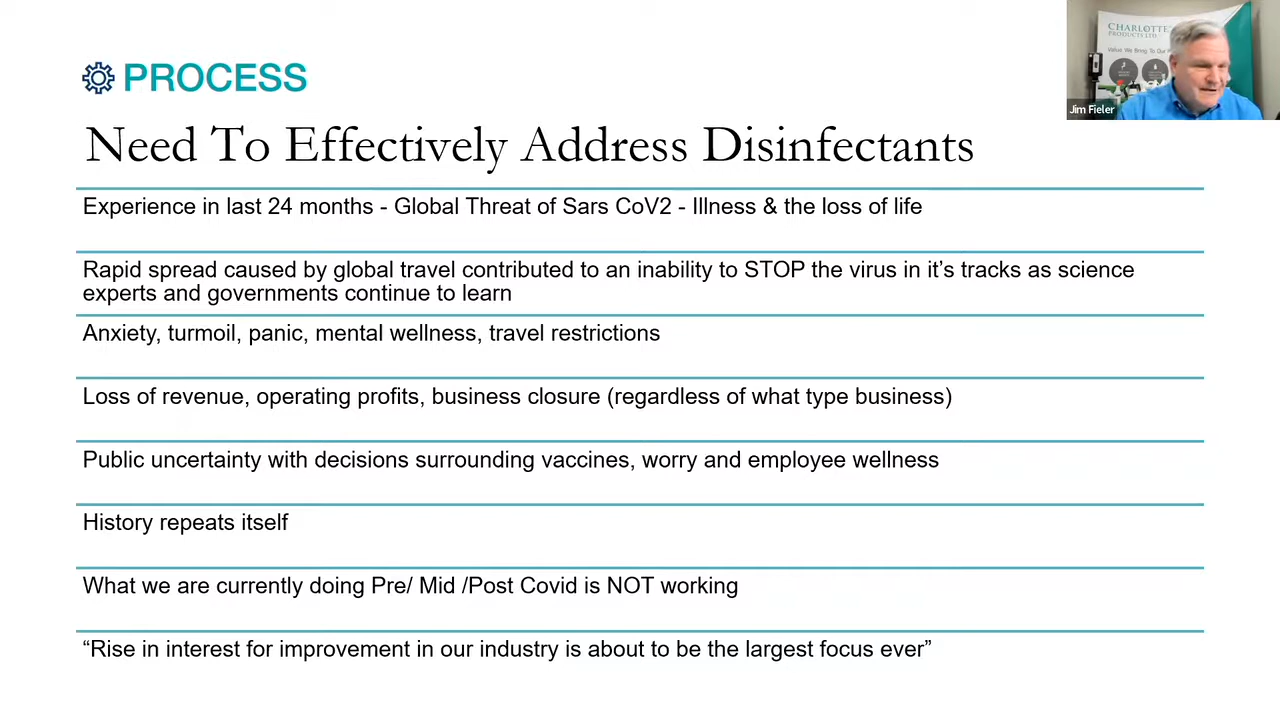 PROCESS
Need To Effectively Address Disinfectants
Experience in last 24 months - Global Threat of Sars CoV2 - Illness & the loss of life
Rapid spread caused by global travel contributed to an inability to STOP the virus in it’s tracks as science
experts and governments continue to learn
Anxiety, turmoil, panic, mental wellness, travel restrictions
Loss of revenue, operating profits, business closure (regardless of what type business)
Public uncertainty with decisions surrounding vaccines, worry and employee wellness
History repeats itself
What we are currently doing Pre/ Mid /Post Covid is NOT working
“Rise in interest for improvement in our industry is about to be the largest focus ever”
CHARLOTTE
PRODUCTS LTD
Value We Bring To Our
Jim Fieler